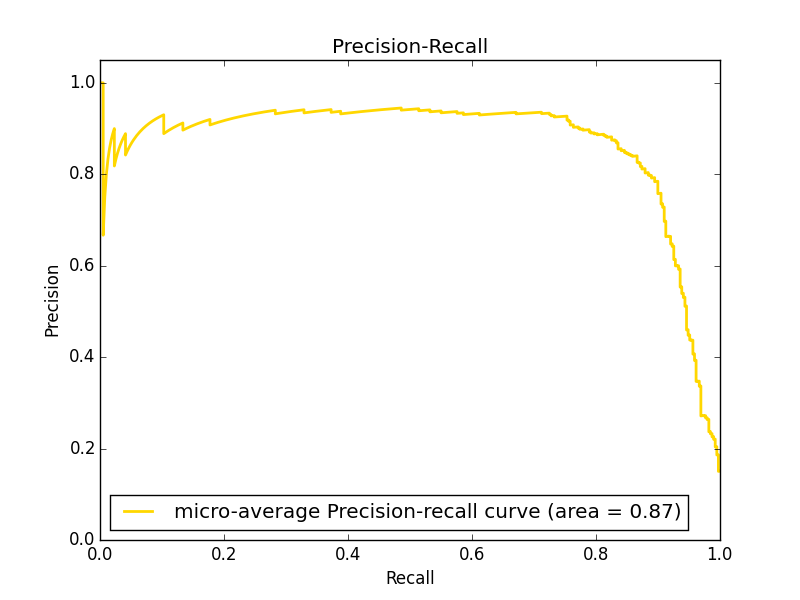 Precision-Recall
1.0
0.8
0.6
0.4
0.2
0.0
Precision
micro-average Precision-recall curve (area = 0.87)
0.0 0.2 0.4 0.6 0.8 1.0
Recall